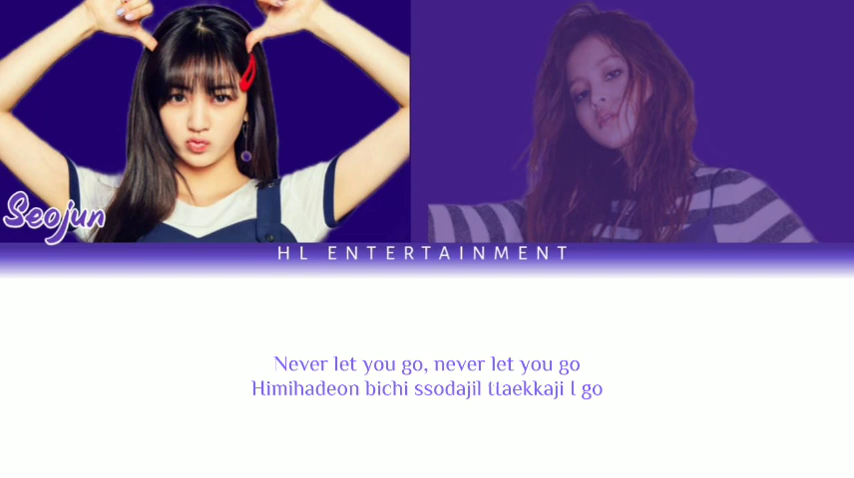 Seojun
HL ENTERTAINMENT
Never let you go, never let you go
Himihadeon bichi ssodajil ttaekkaji I go